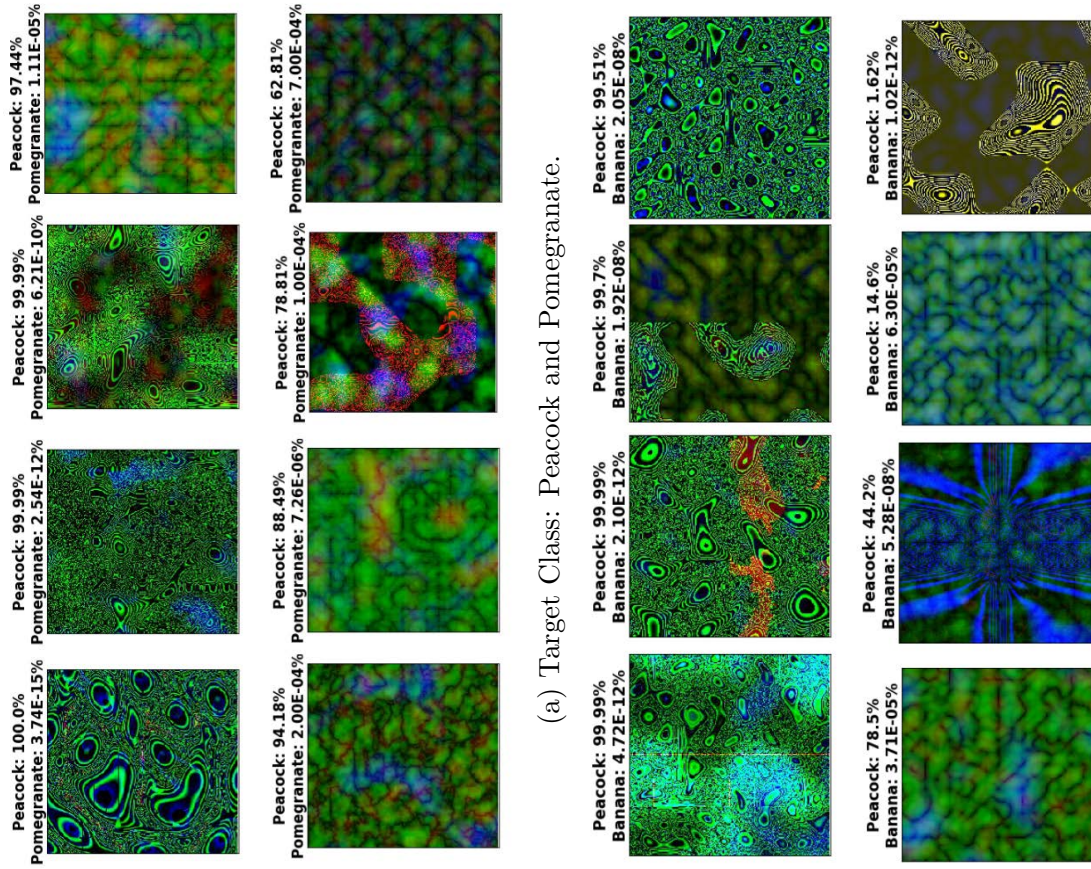 Peacock: 100.0%
Pomegranate: 3.74E-15%
Peacock: 99.99%
Pomegranate: 2.54E-12%
Peacock: 99.99%
Pomegranate: 6.21E-10%
Peacock: 97.44%
Pomegranate: 1.11E-05%
Peacock: 94.18%
Pomegranate: 2.00E-04%
Peacock: 88.49%
Pomegranate: 7.26E-06%
Peacock: 78.81%
Pomegranate: 1.00E-04%
Peacock: 62.81%
Pomegranate: 7.00E-04%
(a) Target Class: Peacock and Pomegranate.
Peacock: 99.99%
Banana: 4.72E-12%
Peacock: 99.99%
Banana: 2.10E-12%
Peacock: 99.7%
Banana: 1.92E-08%
Peacock: 99.51%
Banana: 2.05E-08%
Peacock: 78.5%
Banana: 3.71E-05%
Peacock: 44.2%
Banana: 5.28E-08%
Peacock: 14.6%
Banana: 6.30E-05%
Peacock: 1.62%
Banana: 1.02E-12%